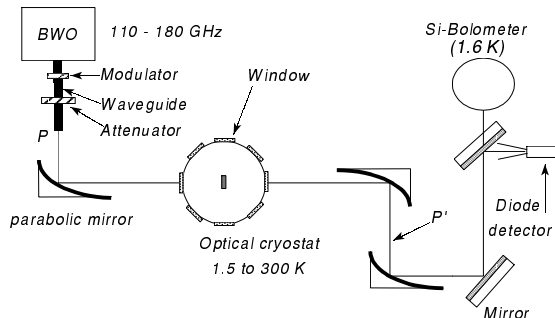 BWO
110 - 180 GHz
Modulator
Waveguide
Attenuator
P
parabolic mirror
Window
Optical cryostat
1.5 to 300 K
Si-Bolometer
(1.6 K)
P'
Diode
detector
Mirror